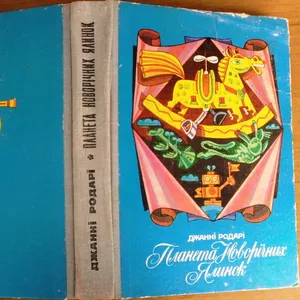 ДЖАННІ РОДАРІ * ПЛАНЕТА НОВОРІЧНИХ ЯЛИНОК
ДЖАННІ РОДАРІ
Планета Новорічних
Ялинок